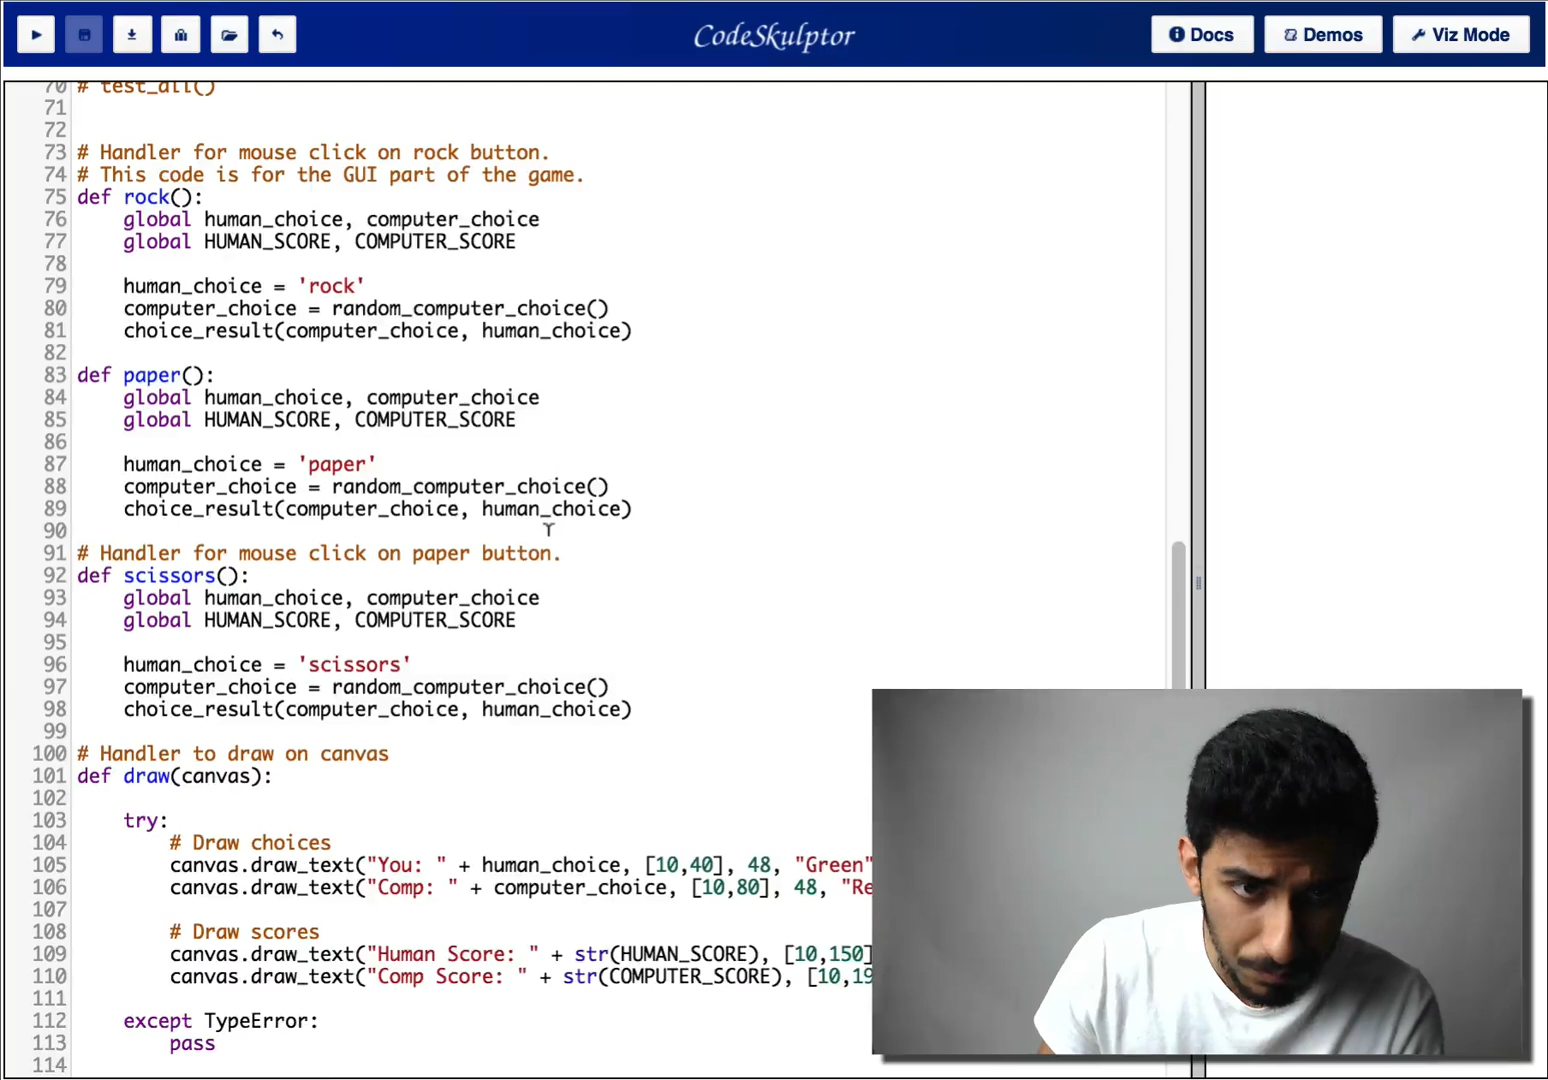 CodeSkulptor
Docs
Demos
Viz Mode
70 # test_all()
71
72
73 # Handler for mouse click on rock button.
74 # This code is for the GUI part of the game.
75 def rock():
76     global human_choice, computer_choice
77     global HUMAN_SCORE, COMPUTER_SCORE
78
79     human_choice = 'rock'
80     computer_choice = random_computer_choice()
81     choice_result(computer_choice, human_choice)
82
83 def paper():
84     global human_choice, computer_choice
85     global HUMAN_SCORE, COMPUTER_SCORE
86
87     human_choice = 'paper'
88     computer_choice = random_computer_choice()
89     choice_result(computer_choice, human_choice)
90
91 # Handler for mouse click on paper button.
92 def scissors():
93     global human_choice, computer_choice
94     global HUMAN_SCORE, COMPUTER_SCORE
95
96     human_choice = 'scissors'
97     computer_choice = random_computer_choice()
98     choice_result(computer_choice, human_choice)
99
100 # Handler to draw on canvas
101 def draw(canvas):
102
103     try:
104         # Draw choices
105         canvas.draw_text("You: " + human_choice, [10,40], 48, "Green"
106         canvas.draw_text("Comp: " + computer_choice, [10,80], 48, "Re
107
108         # Draw scores
109         canvas.draw_text("Human Score: " + str(HUMAN_SCORE), [10,150]
110         canvas.draw_text("Comp Score: " + str(COMPUTER_SCORE), [10,19
111
112     except TypeError:
113         pass
114